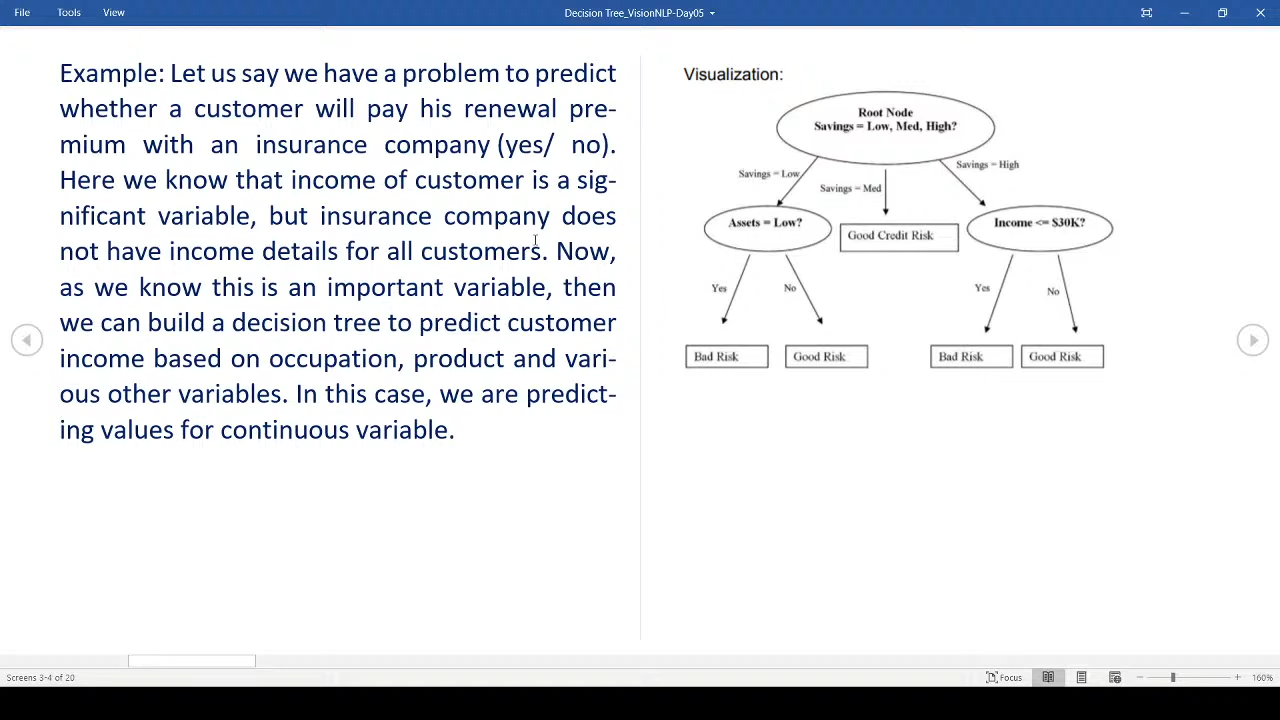 File Tools View Decision Tree_VisionNLP-Day05
Example: Let us say we have a problem to predict
whether a customer will pay his renewal pre-
mium with an insurance company (yes/ no).
Here we know that income of customer is a sig-
nificant variable, but insurance company does
not have income details for all customers. Now,
as we know this is an important variable, then
we can build a decision tree to predict customer
income based on occupation, product and vari-
ous other variables. In this case, we are predict-
ing values for continuous variable.
Visualization:
Root Node
Savings = Low, Med, High?
Savings = Low
Savings = Med
Savings = High
Assets = Low?
Good Credit Risk
Income <= $30K?
Yes
No
Yes
No
Bad Risk
Good Risk
Bad Risk
Good Risk
Screens 3-4 of 20
Focus
160%